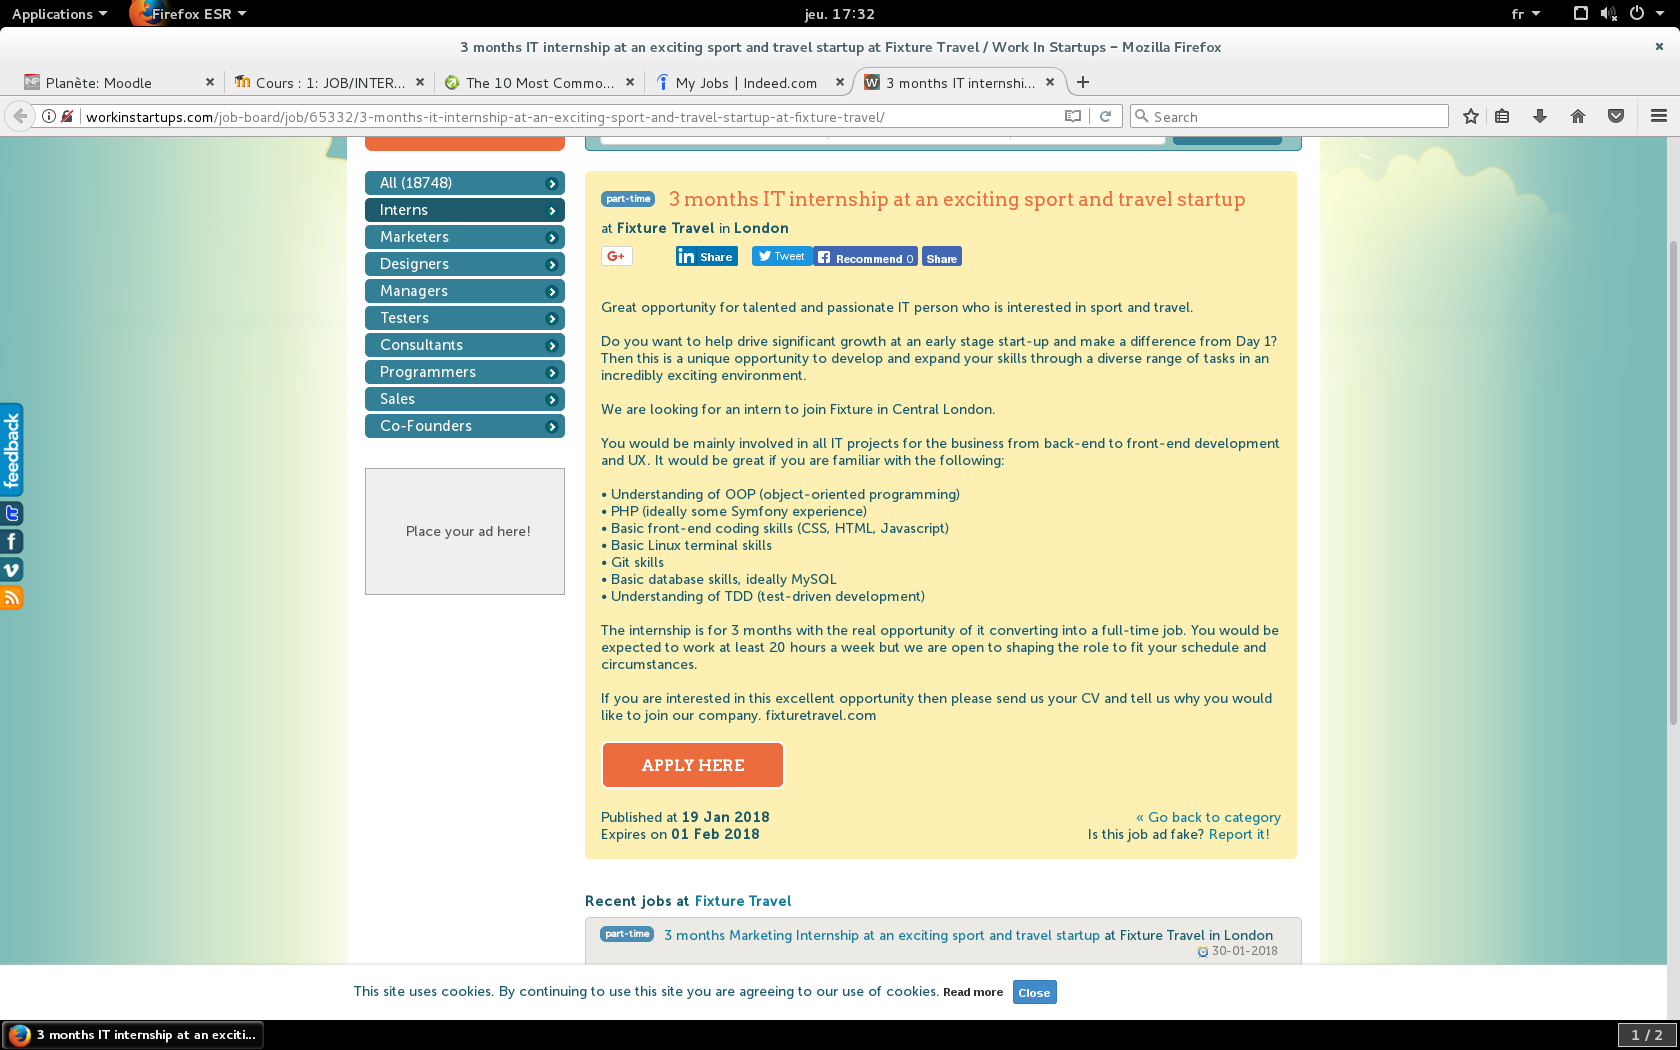 Applications
Firefox ESR
jeu. 17:32
fr
3 months IT internship at an exciting sport and travel startup at Fixture Travel / Work In Startups – Mozilla Firefox
Planète: Moodle
Cours : 1: JOB/INTER...
The 10 Most Commo...
My Jobs | Indeed.com
3 months IT internshi...
workinstartups.com/job-board/job/65332/3-months-it-internship-at-an-exciting-sport-and-travel-startup-at-fixture-travel/
Search
All (18748)
Interns
Marketers
Designers
Managers
Testers
Consultants
Programmers
Sales
Co-Founders
Place your ad here!
feedback
part-time 3 months IT internship at an exciting sport and travel startup
at Fixture Travel in London
G+ in Share Tweet Recommend 0 Share
Great opportunity for talented and passionate IT person who is interested in sport and travel.
Do you want to help drive significant growth at an early stage start-up and make a difference from Day 1?
Then this is a unique opportunity to develop and expand your skills through a diverse range of tasks in an
incredibly exciting environment.
We are looking for an intern to join Fixture in Central London.
You would be mainly involved in all IT projects for the business from back-end to front-end development
and UX. It would be great if you are familiar with the following:
• Understanding of OOP (object-oriented programming)
• PHP (ideally some Symfony experience)
• Basic front-end coding skills (CSS, HTML, Javascript)
• Basic Linux terminal skills
• Git skills
• Basic database skills, ideally MySQL
• Understanding of TDD (test-driven development)
The internship is for 3 months with the real opportunity of it converting into a full-time job. You would be
expected to work at least 20 hours a week but we are open to shaping the role to fit your schedule and
circumstances.
If you are interested in this excellent opportunity then please send us your CV and tell us why you would
like to join our company. fixturetravel.com
APPLY HERE
Published at 19 Jan 2018
Expires on 01 Feb 2018
« Go back to category
Is this job ad fake? Report it!
Recent jobs at Fixture Travel
part-time 3 months Marketing Internship at an exciting sport and travel startup at Fixture Travel in London
30-01-2018
This site uses cookies. By continuing to use this site you are agreeing to our use of cookies. Read more Close
3 months IT internship at an exciti...
1 / 2